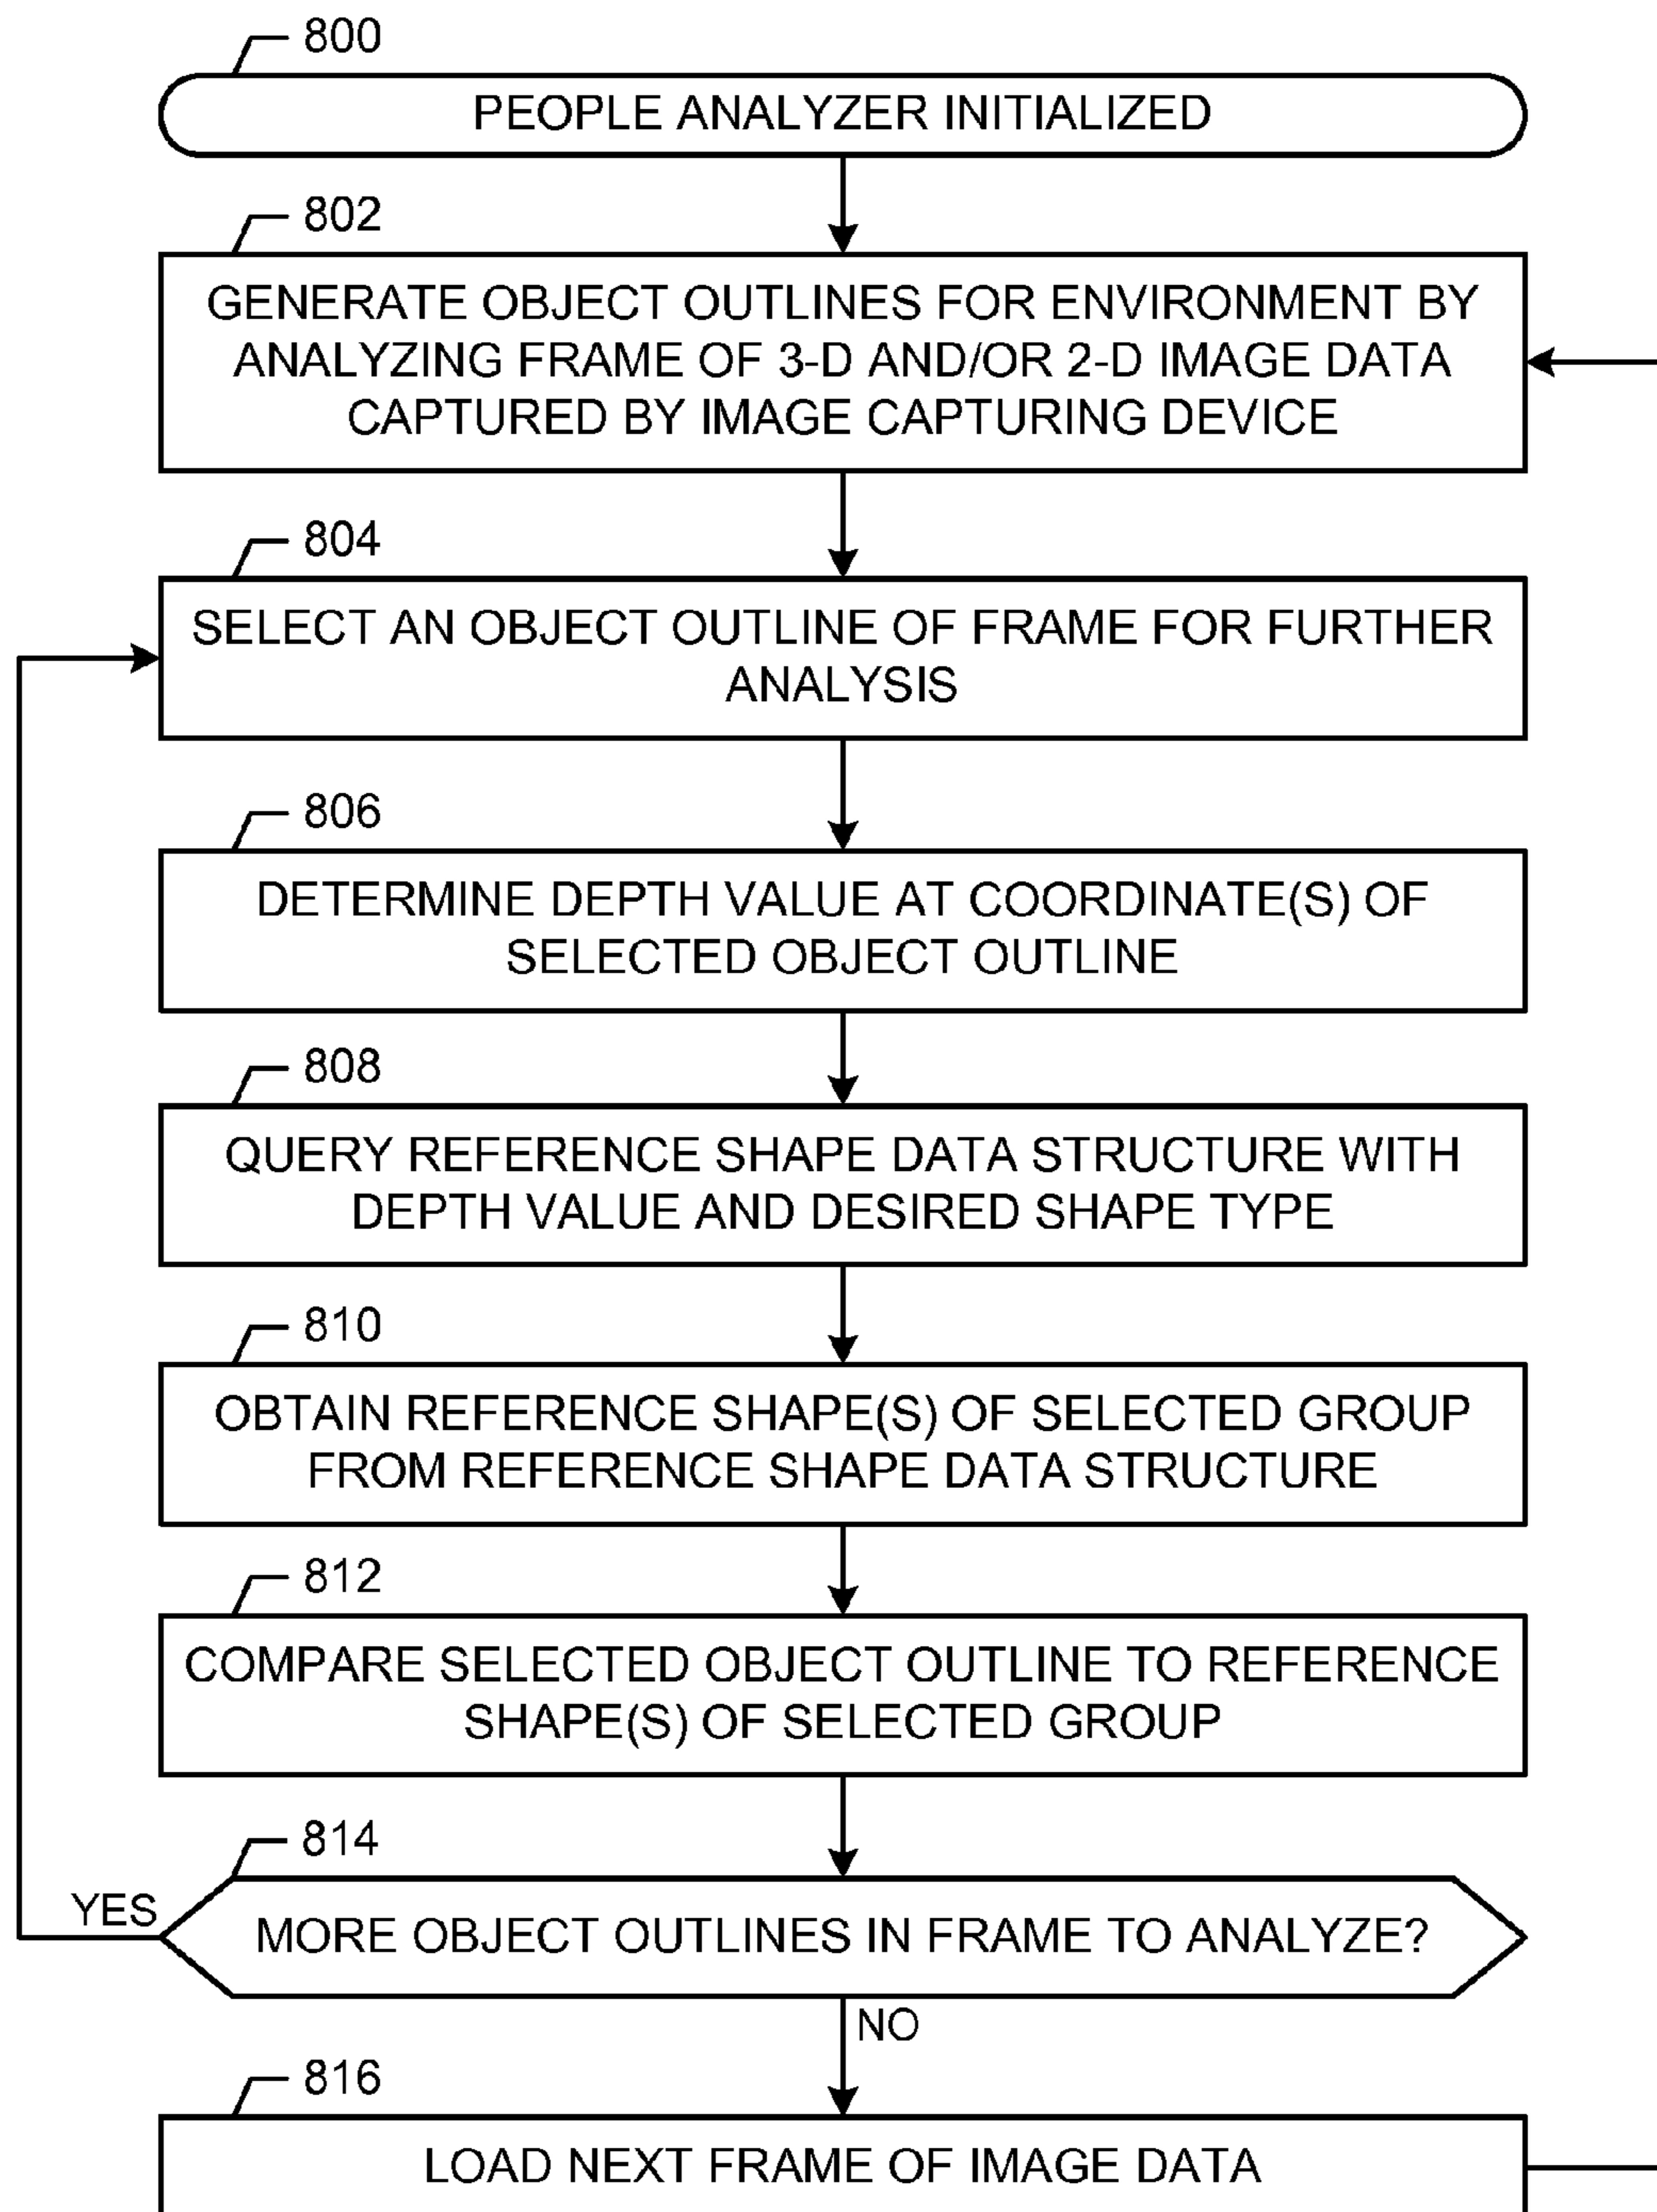 800
PEOPLE ANALYZER INITIALIZED
802
GENERATE OBJECT OUTLINES FOR ENVIRONMENT BY
ANALYZING FRAME OF 3-D AND/OR 2-D IMAGE DATA
CAPTURED BY IMAGE CAPTURING DEVICE
804
SELECT AN OBJECT OUTLINE OF FRAME FOR FURTHER
ANALYSIS
806
DETERMINE DEPTH VALUE AT COORDINATE(S) OF
SELECTED OBJECT OUTLINE
808
QUERY REFERENCE SHAPE DATA STRUCTURE WITH
DEPTH VALUE AND DESIRED SHAPE TYPE
810
OBTAIN REFERENCE SHAPE(S) OF SELECTED GROUP
FROM REFERENCE SHAPE DATA STRUCTURE
812
COMPARE SELECTED OBJECT OUTLINE TO REFERENCE
SHAPE(S) OF SELECTED GROUP
814
YES
MORE OBJECT OUTLINES IN FRAME TO ANALYZE?
NO
816
LOAD NEXT FRAME OF IMAGE DATA